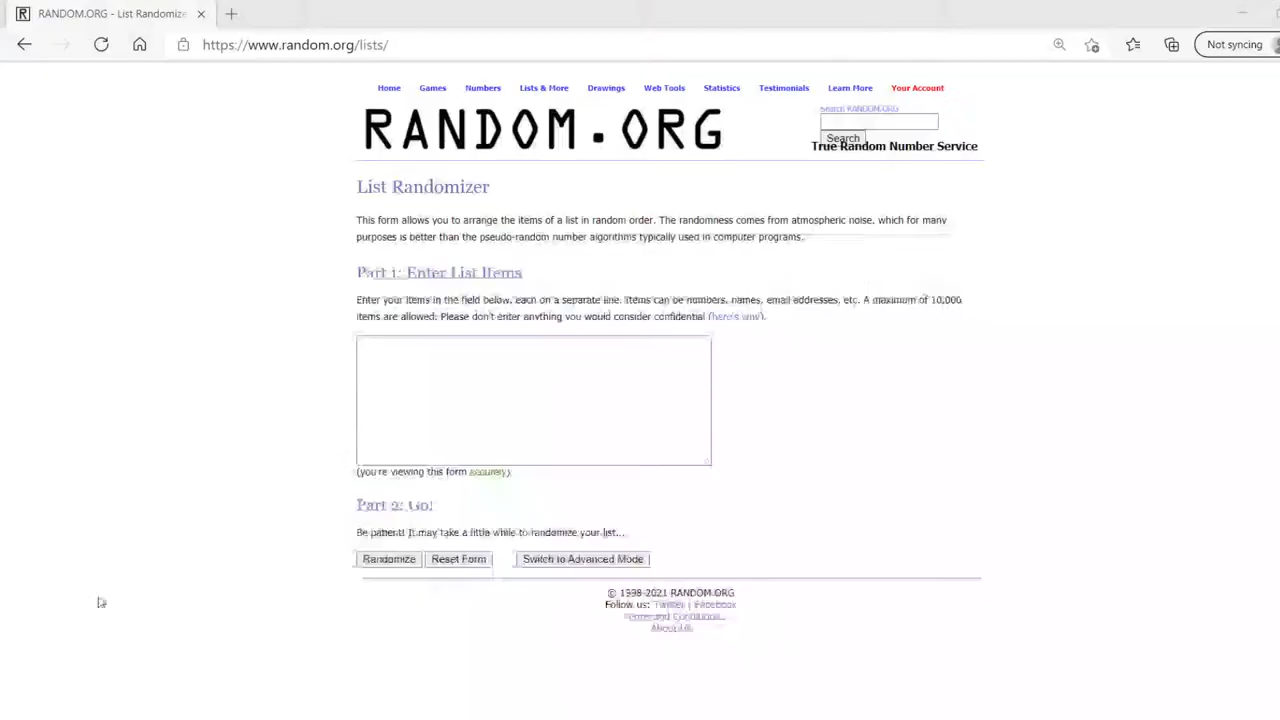 RANDOM.ORG - List Randomize
https://www.random.org/lists/
Not syncing
Home Games Numbers Lists & More Drawings Web Tools Statistics Testimonials Learn More Your Account
RANDOM.ORG
Search RANDOM.ORG
Search
True Random Number Service
List Randomizer
This form allows you to arrange the items of a list in random order. The randomness comes from atmospheric noise, which for many
purposes is better than the pseudo-random number algorithms typically used in computer programs.
Part 1: Enter List Items
Enter your items in the field below, each on a separate line. Items can be numbers, names, email addresses, etc. A maximum of 10,000
items are allowed. Please don't enter anything you would consider confidential (here's why).
(you're viewing this form securely)
Part 2: Go!
Be patient! It may take a little while to randomize your list...
Randomize Reset Form Switch to Advanced Mode
© 1998-2021 RANDOM.ORG
Follow us: Twitter | Facebook
Terms and Conditions
About Us